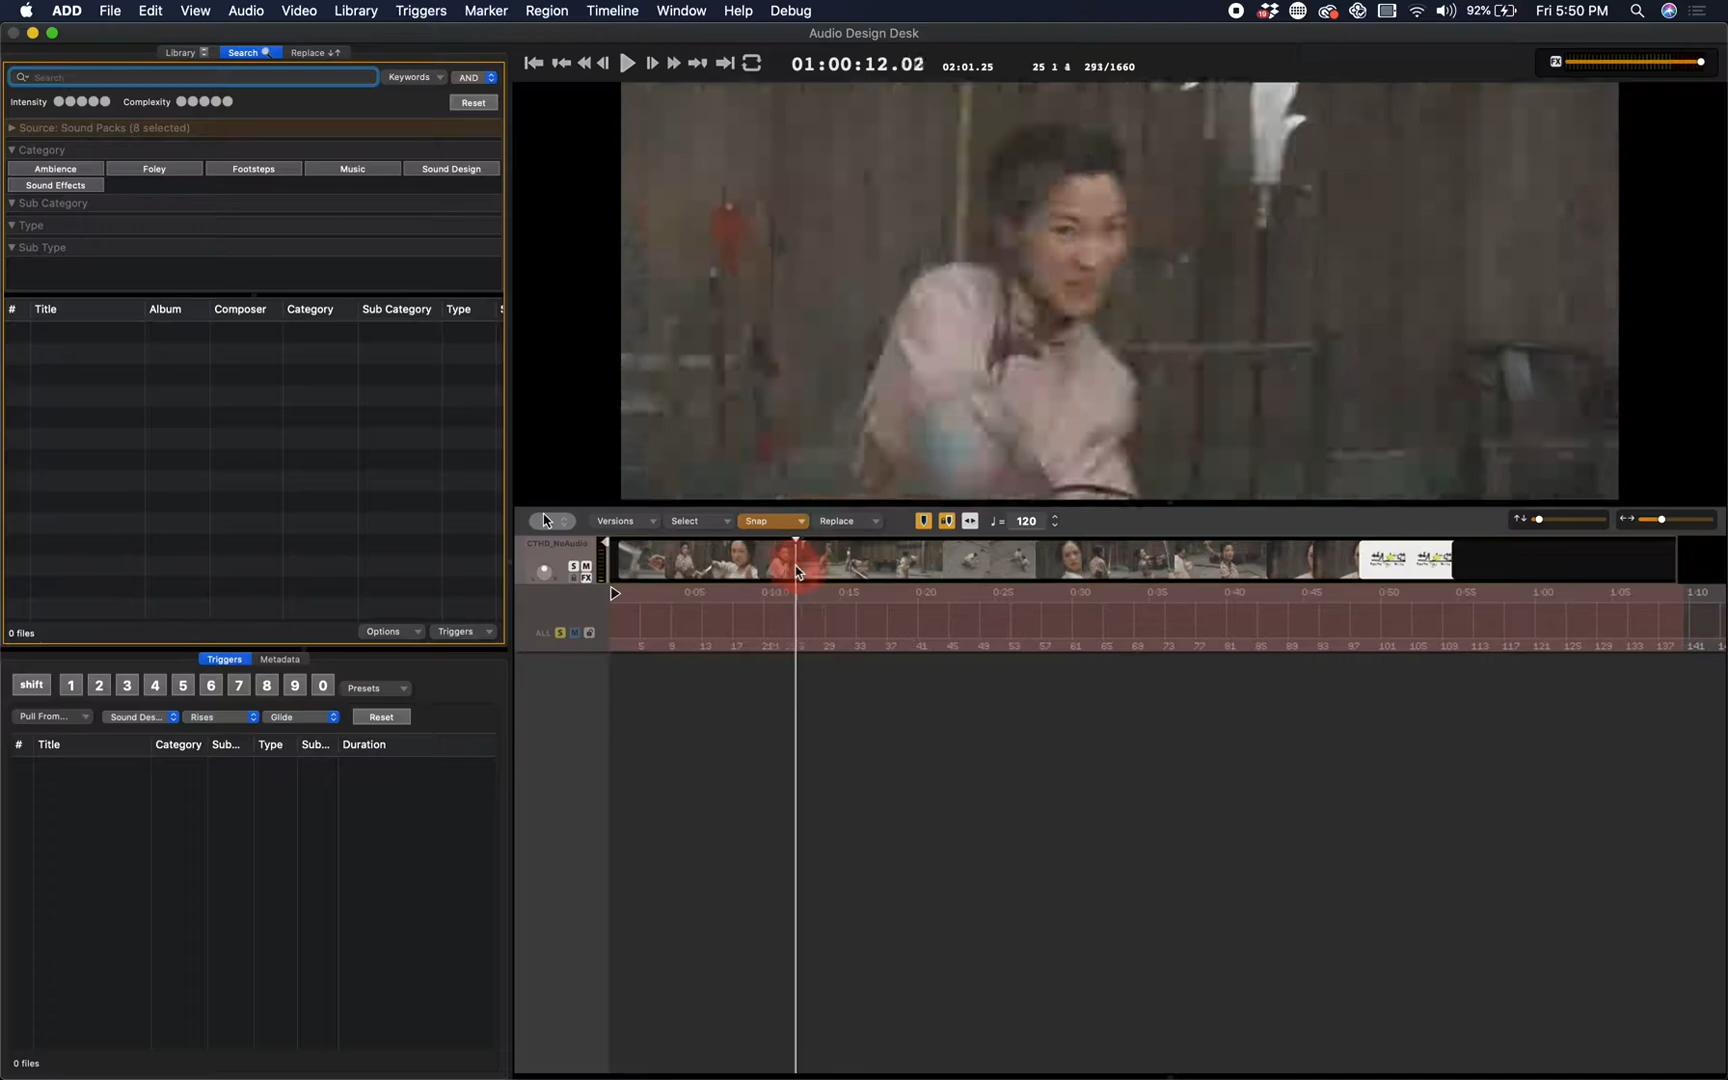 ADD File Edit View Audio Video Library Triggers Marker Region Timeline Window Help Debug
19 92% Fri 5:50 PM
Audio Design Desk
Library Search Replace
Search Keywords AND
Intensity Complexity Reset
Source: Sound Packs (8 selected)
Category
Ambience Foley Footsteps Music Sound Design
Sound Effects
Sub Category
Type
Sub Type
# Title Album Composer Category Sub Category Type S
0 files Options Triggers
Triggers Metadata
shift 1 2 3 4 5 6 7 8 9 0 Presets
Pull From... Sound Des... Rises Glide Reset
# Title Category Sub... Type Sub... Duration
0 files
01:00:12.02 02:01.25 25 1 293/1660
FX
Versions Select Snap Replace ♩= 120
CTHD_NoAudio
S M
FX
0:05 0:10 0:15 0:20 0:25 0:30 0:35 0:40 0:45 0:50 0:55 1:00 1:05 1:10
ALL S M
5 9 13 17 21 29 33 37 41 45 49 53 57 61 65 69 73 77 81 85 89 93 97 101 105 109 113 117 121 125 129 133 137 141